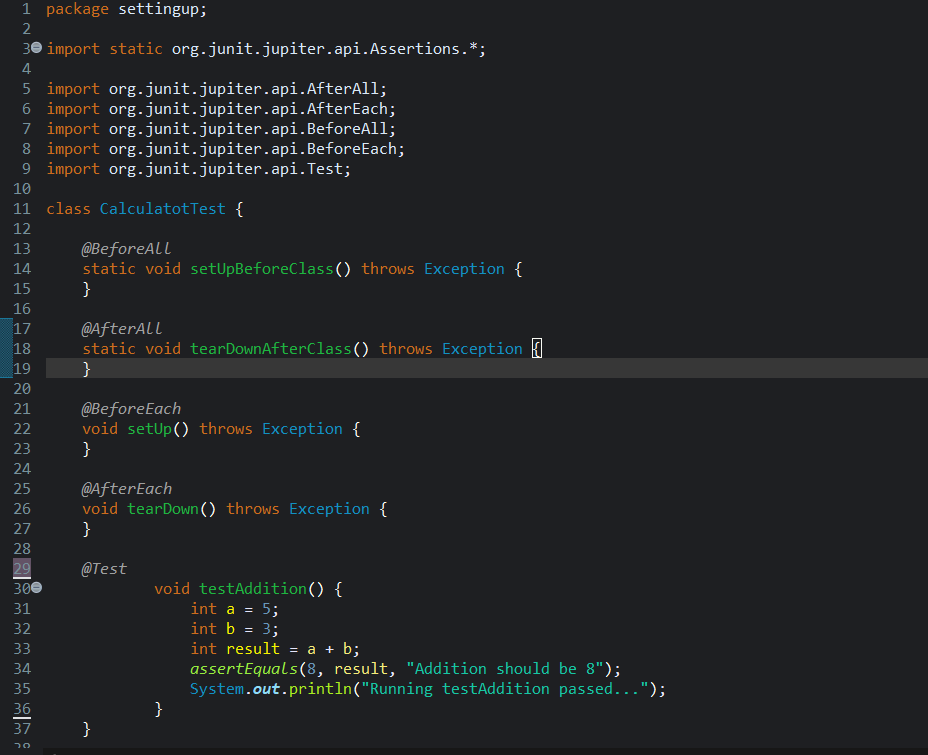 1 package settingup;
2
3 import static org.junit.jupiter.api.Assertions.*;
4
5 import org.junit.jupiter.api.AfterAll;
6 import org.junit.jupiter.api.AfterEach;
7 import org.junit.jupiter.api.BeforeAll;
8 import org.junit.jupiter.api.BeforeEach;
9 import org.junit.jupiter.api.Test;
10
11 class CalculatotTest {
12
13     @BeforeAll
14     static void setUpBeforeClass() throws Exception {
15     }
16
17     @AfterAll
18     static void tearDownAfterClass() throws Exception {
19     }
20
21     @BeforeEach
22     void setUp() throws Exception {
23     }
24
25     @AfterEach
26     void tearDown() throws Exception {
27     }
28
29     @Test
30             void testAddition() {
31                 int a = 5;
32                 int b = 3;
33                 int result = a + b;
34                 assertEquals(8, result, "Addition should be 8");
35                 System.out.println("Running testAddition passed...");
36             }
37     }
38